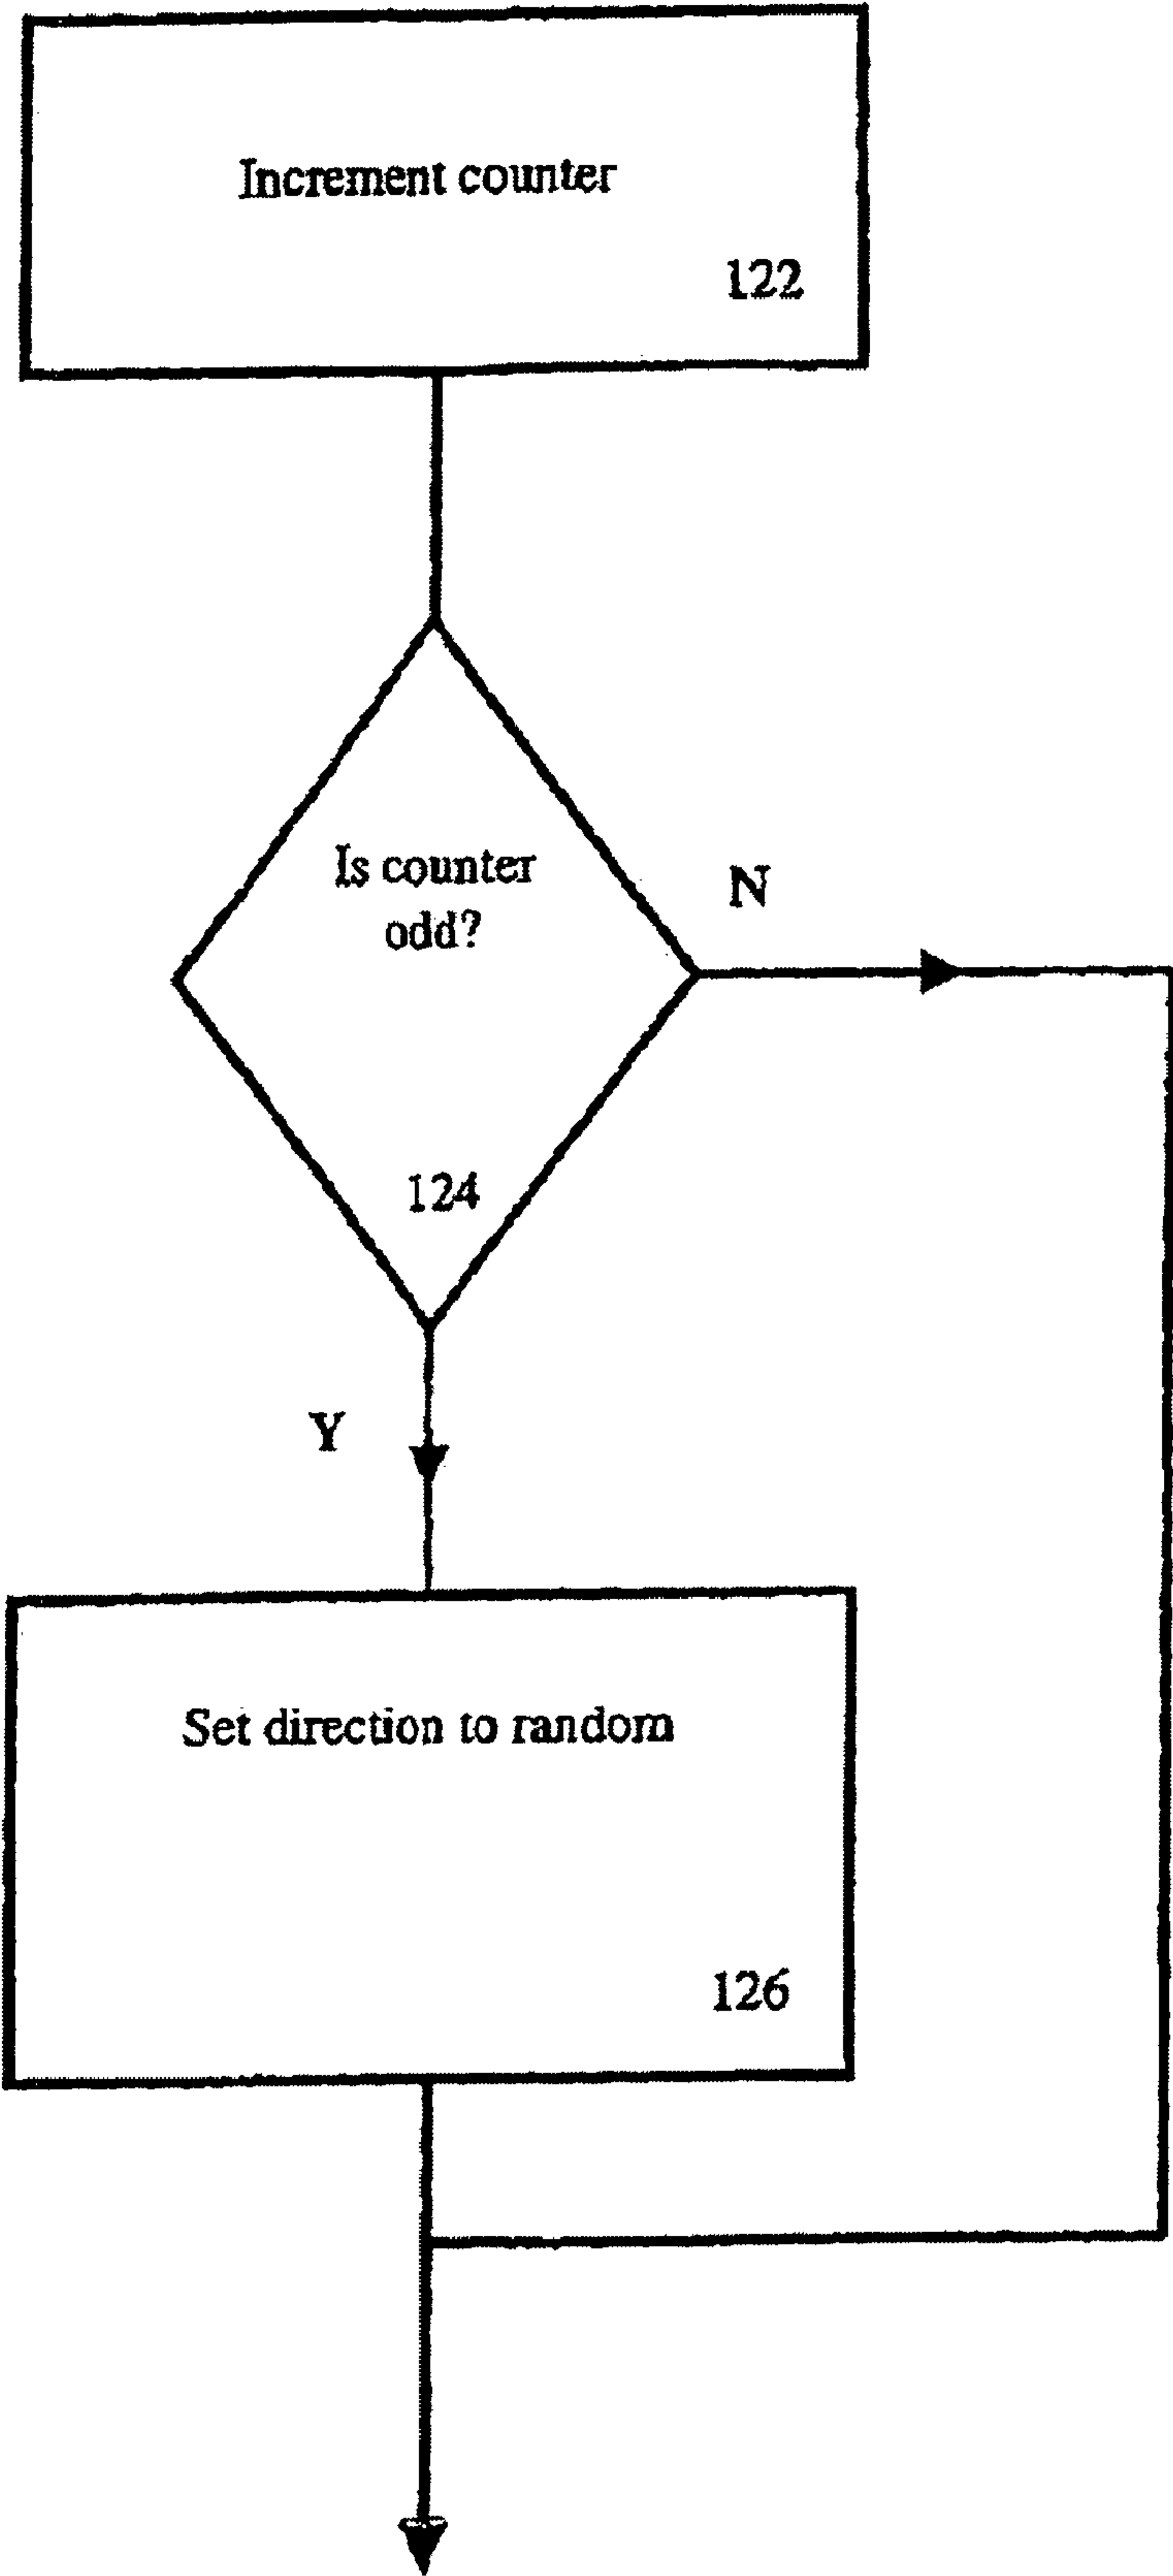 Increment counter
122
Is counter
odd?
N
124
Y
Set direction to random
126